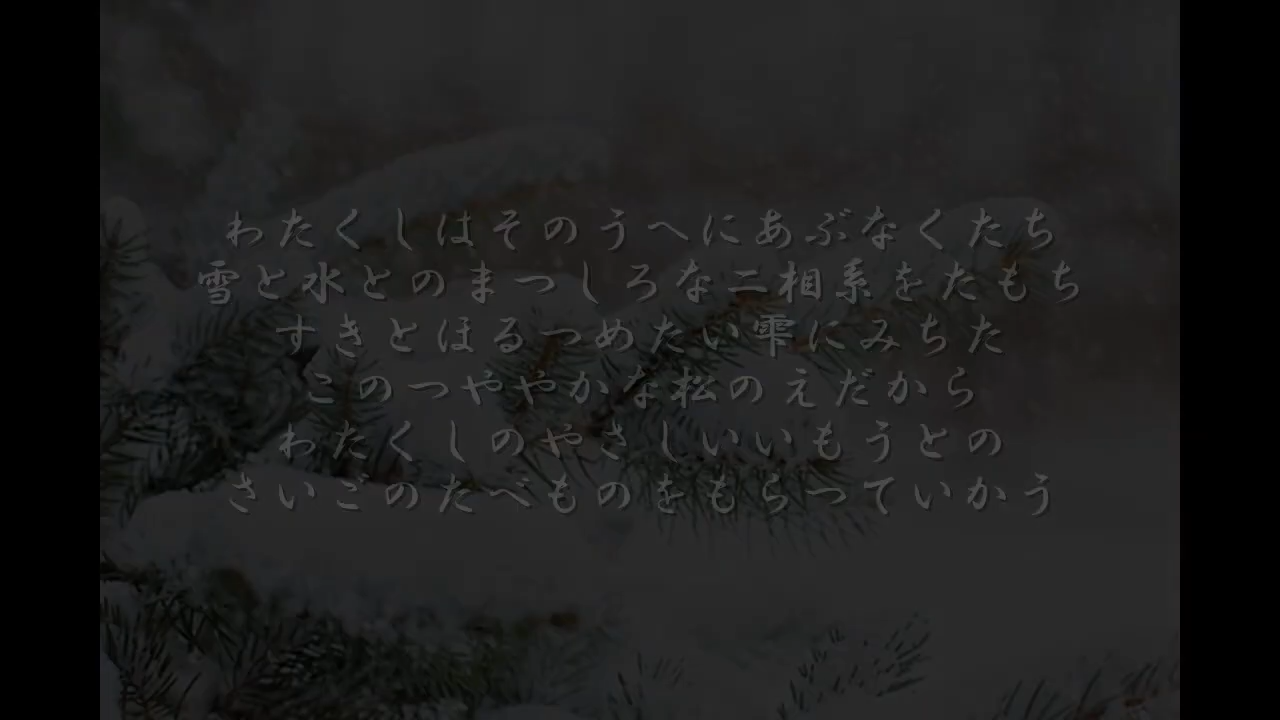 わたくしはそのうへにあぶなくたち
雪と水とのまつしろな二相系をたもち
すきとほるつめたい雫にみちた
このつややかな松のえだから
わたくしのやさしいいもうとの
さいごのたべものをもらつていかう